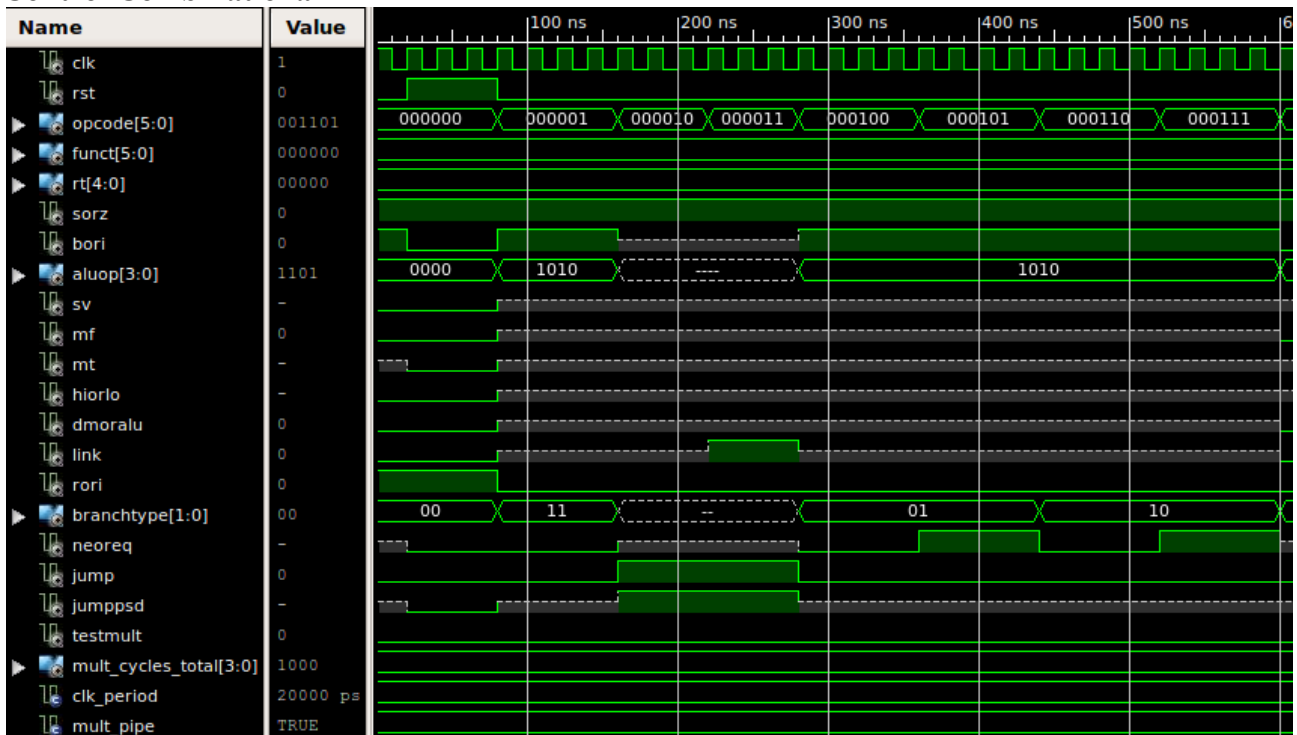 Name Value
|100 ns |200 ns |300 ns |400 ns |500 ns |6
clk 1
rst 0
opcode[5:0] 001101 000000 000001 000010 000011 000100 000101 000110 000111
funct[5:0] 000000
rt[4:0] 00000
sorz 0
bori 0
aluop[3:0] 1101 0000 1010 ---- 1010
sv -
mf 0
mt -
hiorlo -
dmoralu 0
link 0
rori 0
branchtype[1:0] 00 00 11 -- 01 10
neoreq -
jump 0
jumppsd -
testmult 0
mult_cycles_total[3:0] 1000
clk_period 20000 ps
mult_pipe TRUE